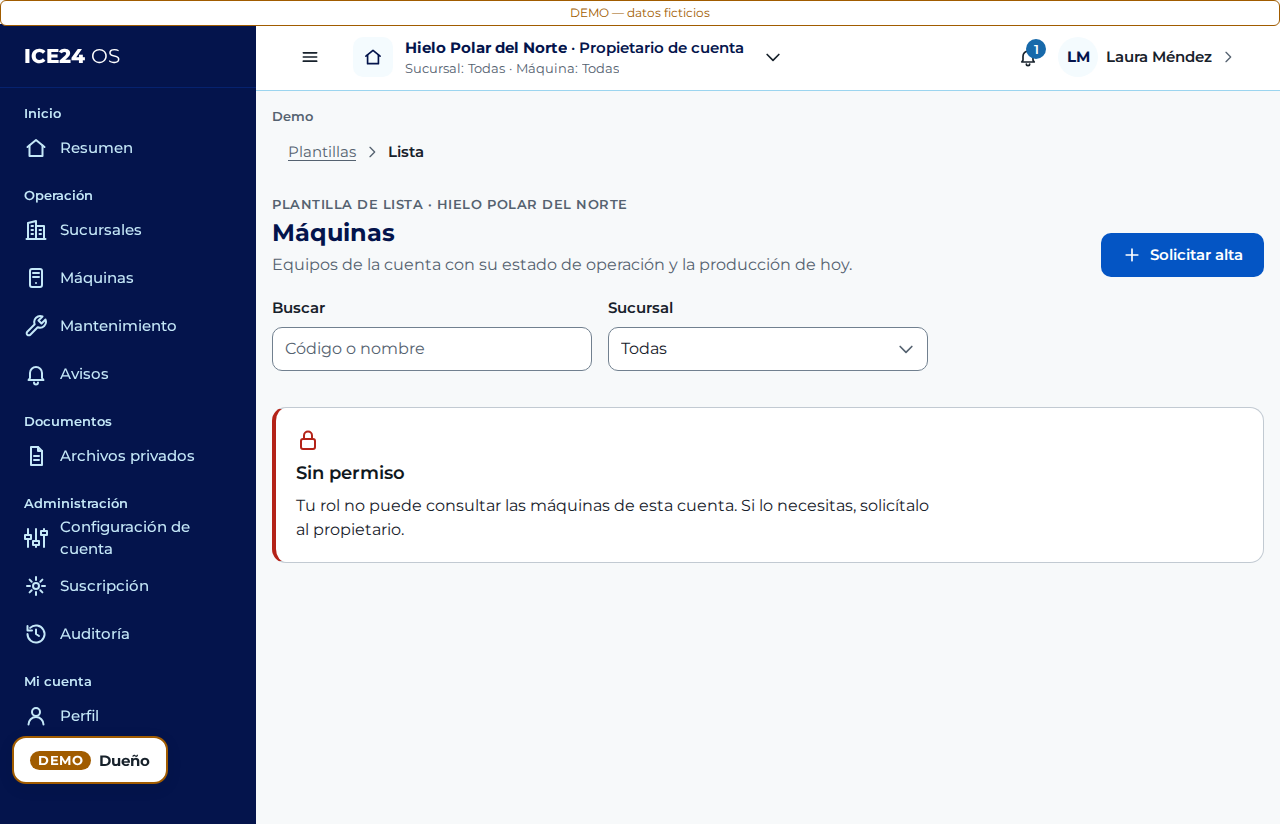 DEMO — datos ficticios
ICE24 OS
Hielo Polar del Norte · Propietario de cuenta
Sucursal: Todas · Máquina: Todas
1
LM
Laura Méndez
Inicio
Resumen
Operación
Sucursales
Máquinas
Mantenimiento
Avisos
Documentos
Archivos privados
Administración
Configuración de
cuenta
Suscripción
Auditoría
Mi cuenta
Perfil
DEMO Dueño
Demo
Plantillas > Lista
PLANTILLA DE LISTA · HIELO POLAR DEL NORTE
Máquinas
Equipos de la cuenta con su estado de operación y la producción de hoy.
Solicitar alta
Buscar
Código o nombre
Sucursal
Todas
Sin permiso
Tu rol no puede consultar las máquinas de esta cuenta. Si lo necesitas, solicítalo
al propietario.